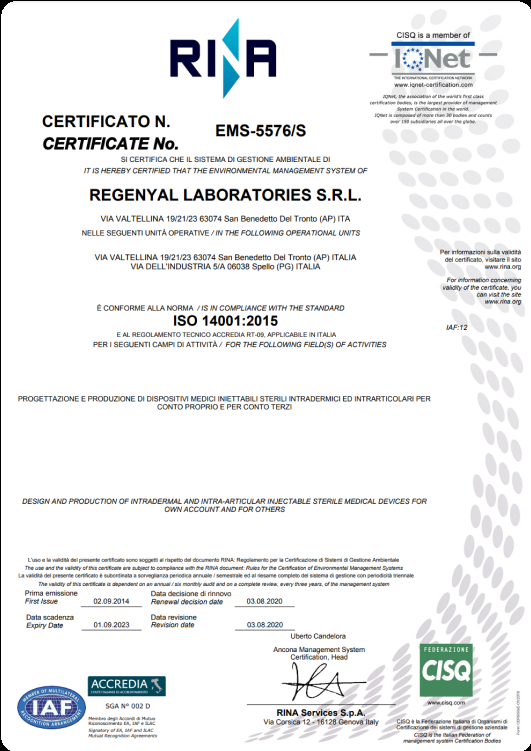 RINA
CISQ is a member of
IQNet
THE INTERNATIONAL CERTIFICATION NETWORK
www.iqnet-certification.com
IQNet, the association of the world's first class
certification bodies, is the largest provider of management
System Certification in the world.
IQNet is composed of more than 30 bodies and counts
over 150 subsidiaries all over the globe.
CERTIFICATO N.
CERTIFICATE No.
EMS-5576/S
SI CERTIFICA CHE IL SISTEMA DI GESTIONE AMBIENTALE DI
IT IS HEREBY CERTIFIED THAT THE ENVIRONMENTAL MANAGEMENT SYSTEM OF
REGENYAL LABORATORIES S.R.L.
VIA VALTELLINA 19/21/23 63074 San Benedetto Del Tronto (AP) ITA
NELLE SEGUENTI UNITÀ OPERATIVE / IN THE FOLLOWING OPERATIONAL UNITS
VIA VALTELLINA 19/21/23 63074 San Benedetto Del Tronto (AP) ITALIA
VIA DELL'INDUSTRIA 5/A 06038 Spello (PG) ITALIA
Per informazioni sulla validità
del certificato, visitare il sito
www.rina.org
For information concerning
validity of the certificate, you
can visit the site
www.rina.org
È CONFORME ALLA NORMA / IS IN COMPLIANCE WITH THE STANDARD
ISO 14001:2015
IAF:12
E AL REGOLAMENTO TECNICO ACCREDIA RT-09, APPLICABILE IN ITALIA
PER I SEGUENTI CAMPI DI ATTIVITÀ / FOR THE FOLLOWING FIELD(S) OF ACTIVITIES
PROGETTAZIONE E PRODUZIONE DI DISPOSITIVI MEDICI INIETTABILI STERILI INTRADERMICI ED INTRARTICOLARI PER
CONTO PROPRIO E PER CONTO TERZI
DESIGN AND PRODUCTION OF INTRADERMAL AND INTRA-ARTICULAR INJECTABLE STERILE MEDICAL DEVICES FOR
OWN ACCOUNT AND FOR OTHERS
L'uso e la validità del presente certificato sono soggetti al rispetto del documento RINA: Regolamento per la Certificazione di Sistemi di Gestione Ambientale
The use and the validity of this certificate are subject to compliance with the RINA document: Rules for the Certification of Environmental Management Systems
La validità del presente certificato è subordinata a sorveglianza periodica annuale / semestrale ed al riesame completo del sistema di gestione con periodicità triennale
The validity of this certificate is dependent on an annual / six monthly audit and on a complete review, every three years, of the management system
Prima emissione
First Issue
02.09.2014
Data decisione di rinnovo
Renewal decision date
03.08.2020
Data scadenza
Expiry Date
01.09.2023
Data revisione
Revision date
03.08.2020
Uberto Candelora
Ancona Management System
Certification, Head
FEDERAZIONE
CISQ
www.cisq.com
MEMBER OF MULTILATERAL
IAF
RECOGNITION ARRANGEMENT
ACCREDIA
SGA N° 002 D
Membro degli Accordi di Mutuo
Riconoscimento EA, IAF e ILAC
Signatory of EA, IAF and ILAC
Mutual Recognition Agreements
RINA Services S.p.A.
Via Corsica 12 - 16128 Genova Italy
CISQ è la Federazione Italiana di Organismi di
Certificazione dei sistemi di gestione aziendale
CISQ is the Italian Federation of
management system Certification Bodies